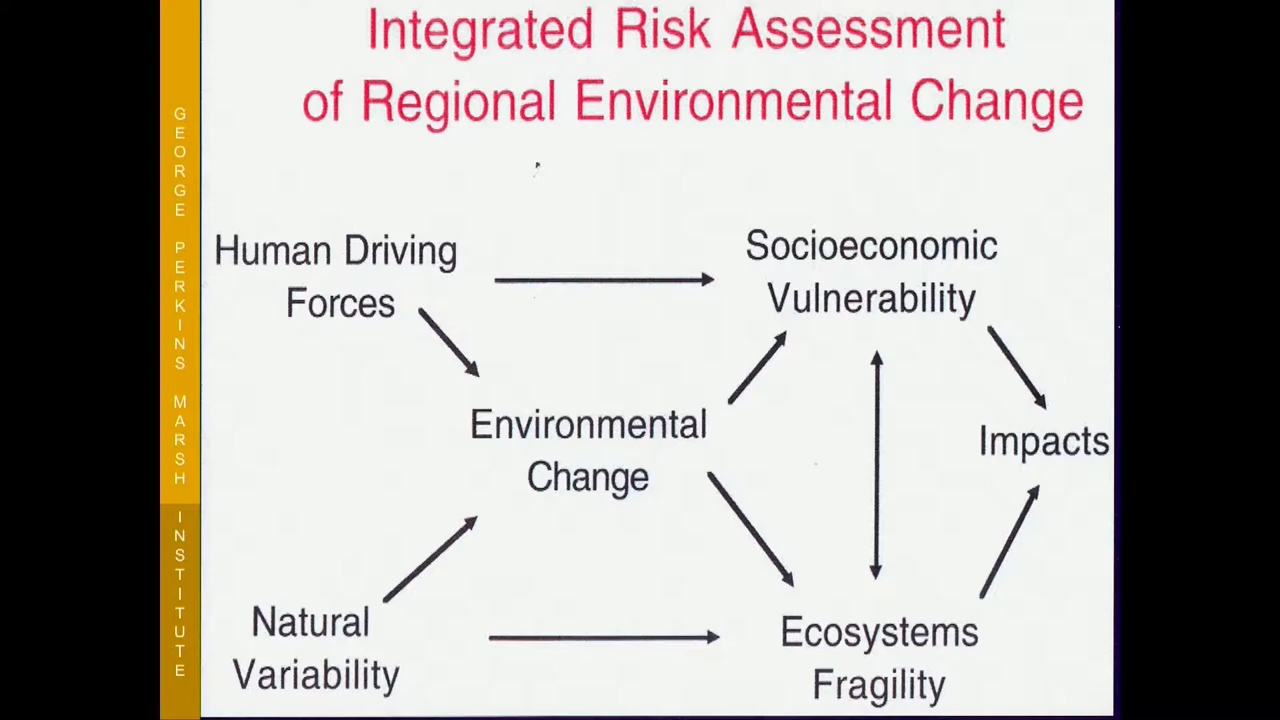 Integrated Risk Assessment
of Regional Environmental Change
GEORGE PERKINS MARSH INSTITUTE
Human Driving
Forces
Socioeconomic
Vulnerability
Environmental
Change
Impacts
Natural
Variability
Ecosystems
Fragility